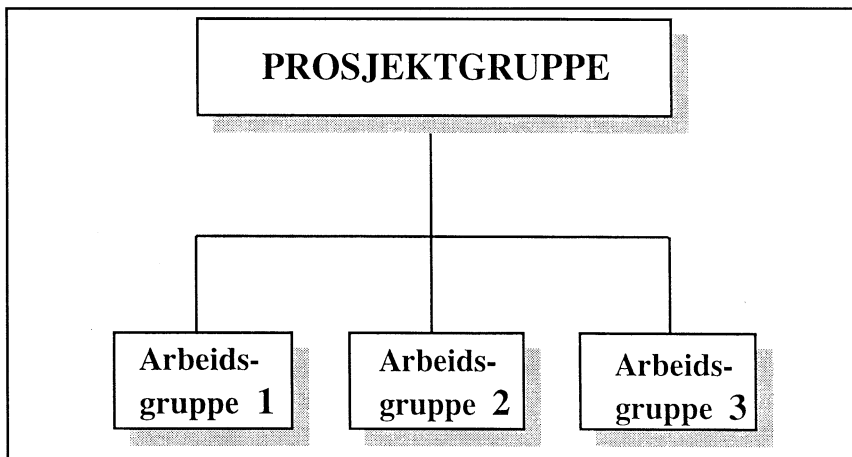 PROSJEKTGRUPPE
Arbeids-
gruppe 1
Arbeids-
gruppe 2
Arbeids-
gruppe 3